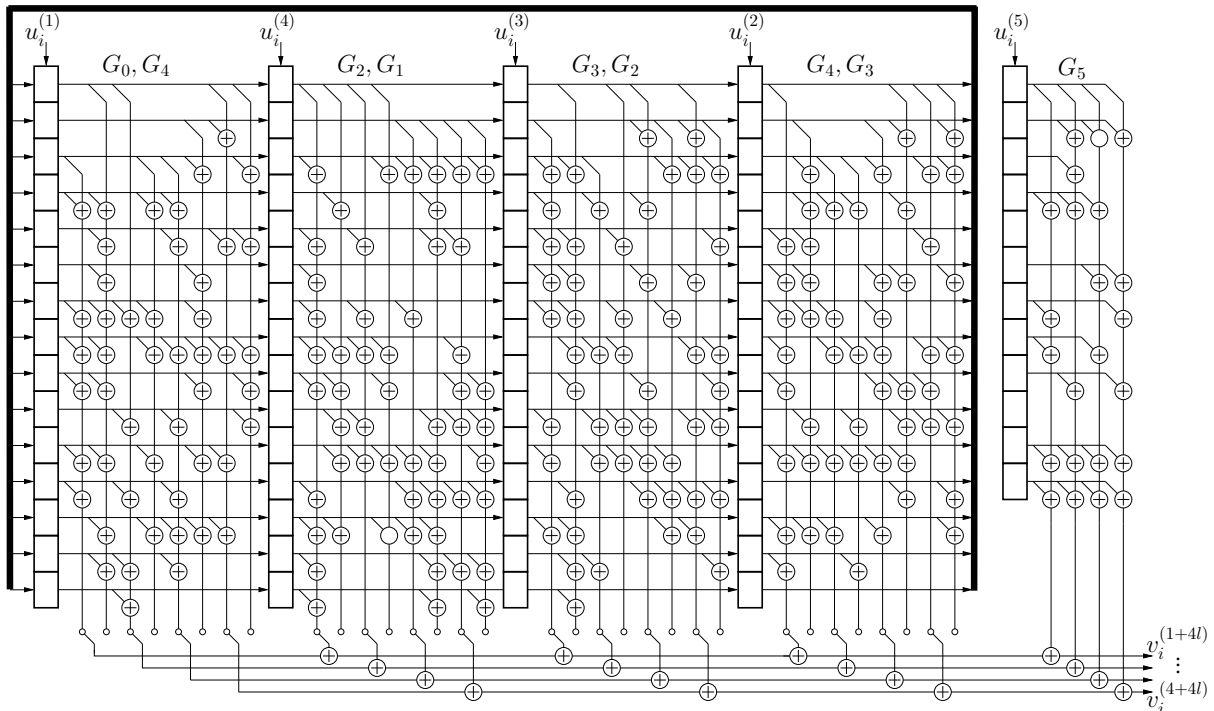 u_i^{(1)} u_i^{(4)} u_i^{(3)} u_i^{(2)} u_i^{(5)}
G_0, G_4 G_2, G_1 G_3, G_2 G_4, G_3 G_5
v_i^{(1+4l)}
⋮
v_i^{(4+4l)}